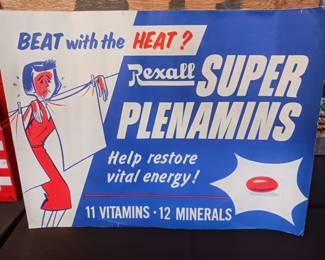 BEAT with the HEAT?
Rexall SUPER
PLENAMINS
Help restore
vital energy!
11 VITAMINS • 12 MINERALS